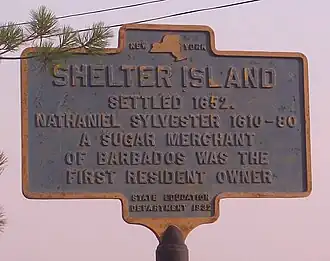 NEW YORK
SHELTER ISLAND
SETTLED 1652.
NATHANIEL SYLVESTER 1610-80
A SUGAR MERCHANT
OF BARBADOS WAS THE
FIRST RESIDENT OWNER
STATE EDUCATION
DEPARTMENT 1935